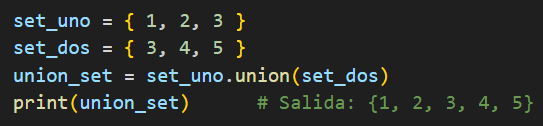 set_uno = { 1, 2, 3 }
set_dos = { 3, 4, 5 }
union_set = set_uno.union(set_dos)
print(union_set)      # Salida: {1, 2, 3, 4, 5}